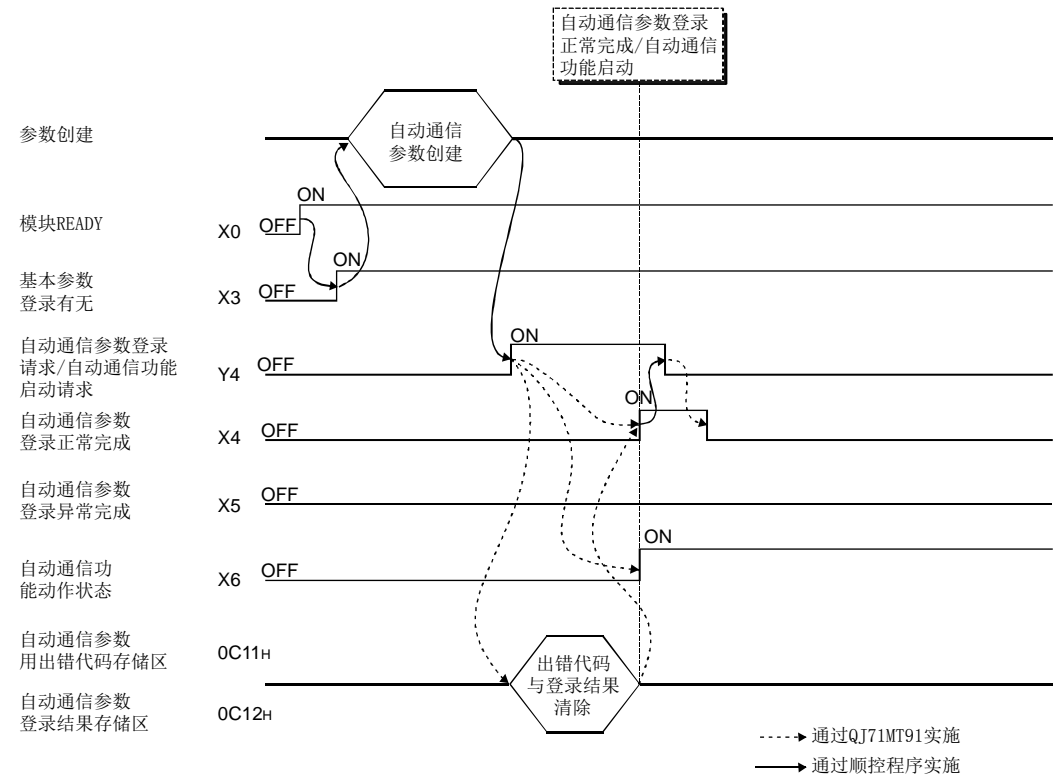 自动通信参数登录
正常完成/自动通信
功能启动
参数创建
自动通信
参数创建
ON
模块READY
X0
OFF
ON
基本参数
登录有无
X3
OFF
ON
自动通信参数登录
请求/自动通信功能
启动请求
Y4
OFF
ON
自动通信参数
登录正常完成
X4
OFF
自动通信参数
登录异常完成
X5
OFF
ON
自动通信功
能动作状态
X6
OFF
自动通信参数
用出错代码存储区
0C11H
出错代码
与登录结果
清除
自动通信参数
登录结果存储区
0C12H
通过QJ71MT91实施
通过顺控程序实施